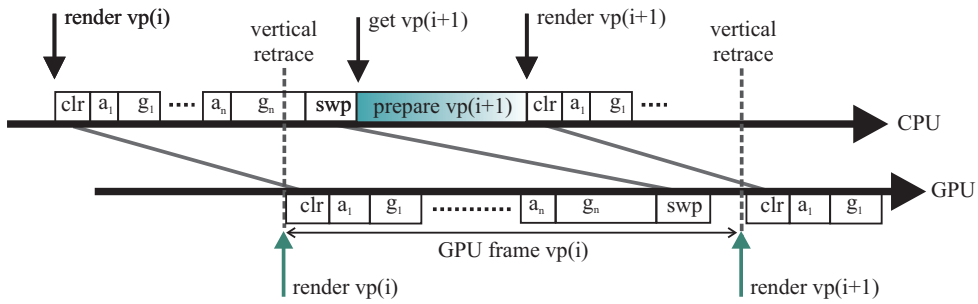 render vp(i)
get vp(i+1)
render vp(i+1)
vertical
retrace
vertical
retrace
clr a₁ g₁ ····· aₙ gₙ swp prepare vp(i+1) clr a₁ g₁ ····
CPU
GPU
clr a₁ g₁ ············ aₙ gₙ swp clr a₁ g₁
GPU frame vp(i)
render vp(i)
render vp(i+1)